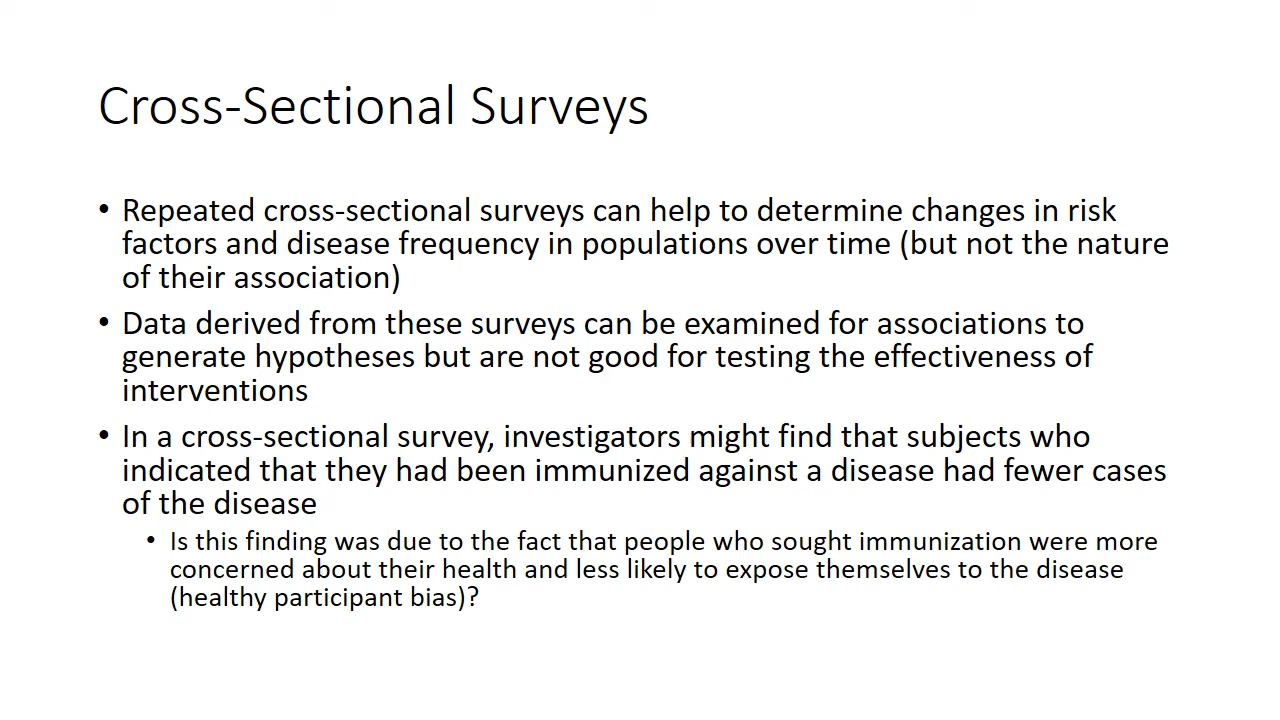 Cross-Sectional Surveys
• Repeated cross-sectional surveys can help to determine changes in risk
factors and disease frequency in populations over time (but not the nature
of their association)
• Data derived from these surveys can be examined for associations to
generate hypotheses but are not good for testing the effectiveness of
interventions
• In a cross-sectional survey, investigators might find that subjects who
indicated that they had been immunized against a disease had fewer cases
of the disease
• Is this finding was due to the fact that people who sought immunization were more
concerned about their health and less likely to expose themselves to the disease
(healthy participant bias)?